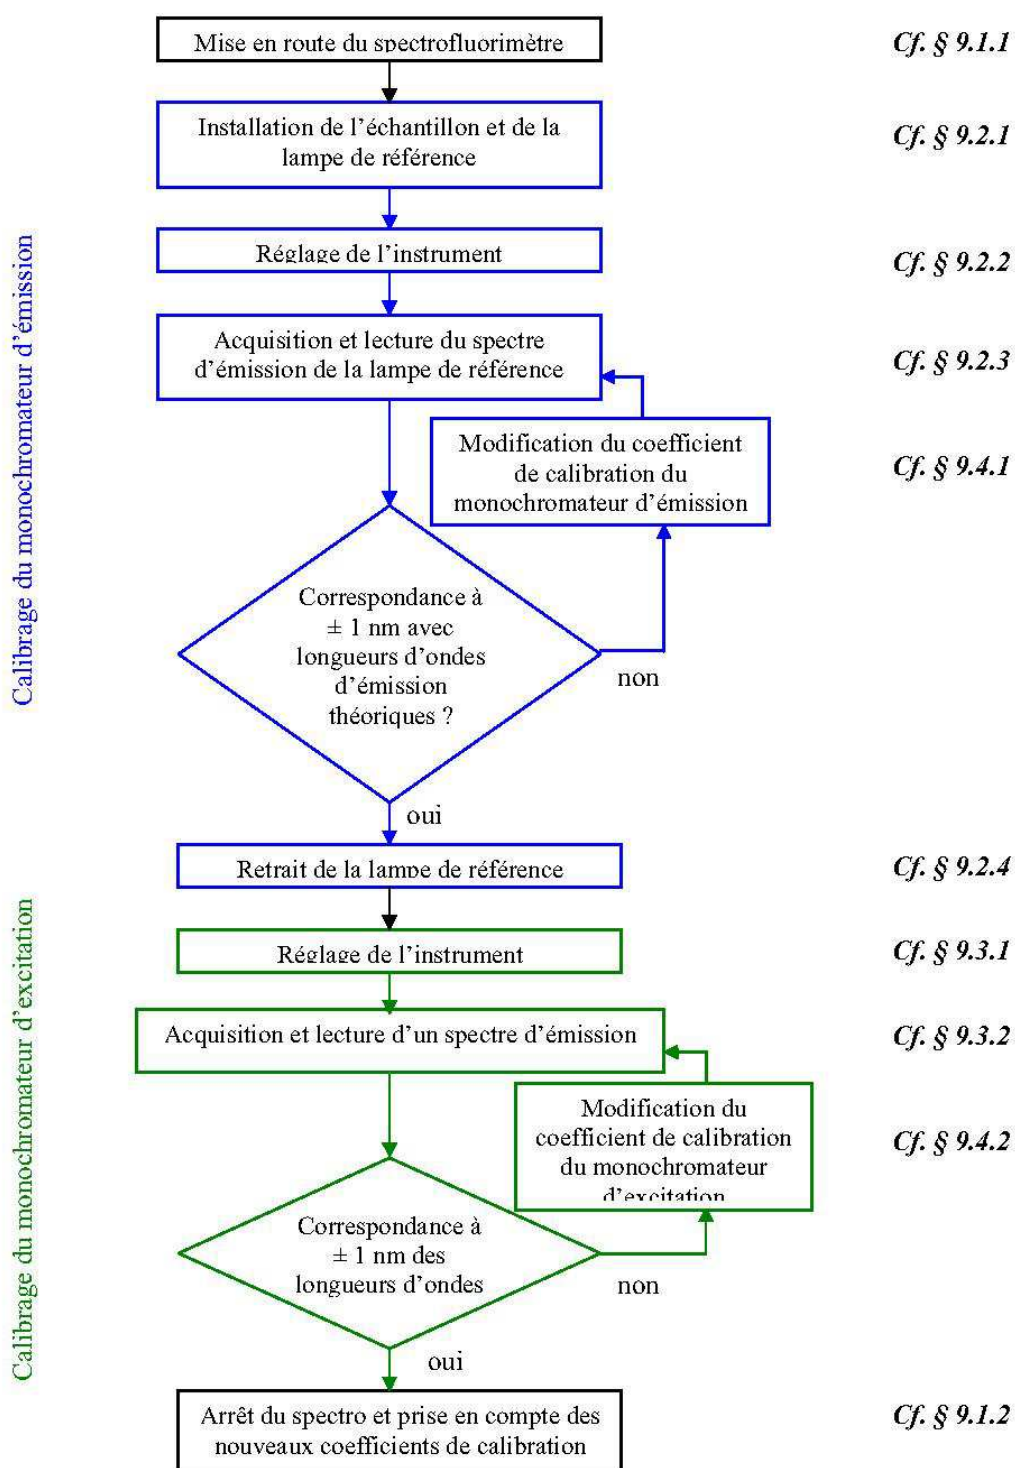 Mise en route du spectrofluorimètre
Cf. § 9.1.1
Installation de l'échantillon et de la
lampe de référence
Cf. § 9.2.1
Réglage de l'instrument
Cf. § 9.2.2
Acquisition et lecture du spectre
d'émission de la lampe de référence
Cf. § 9.2.3
Modification du coefficient
de calibration du
monochromateur d'émission
Cf. § 9.4.1
Calibrage du monochromateur d'émission
Correspondance à
± 1 nm avec
longueurs d'ondes
d'émission
théoriques ?
non
oui
Retrait de la lampe de référence
Cf. § 9.2.4
Réglage de l'instrument
Cf. § 9.3.1
Acquisition et lecture d'un spectre d'émission
Cf. § 9.3.2
Modification du
coefficient de calibration
du monochromateur
d'excitation
Cf. § 9.4.2
Calibrage du monochromateur d'excitation
Correspondance à
± 1 nm des
longueurs d'ondes
non
oui
Arrêt du spectro et prise en compte des
nouveaux coefficients de calibration
Cf. § 9.1.2